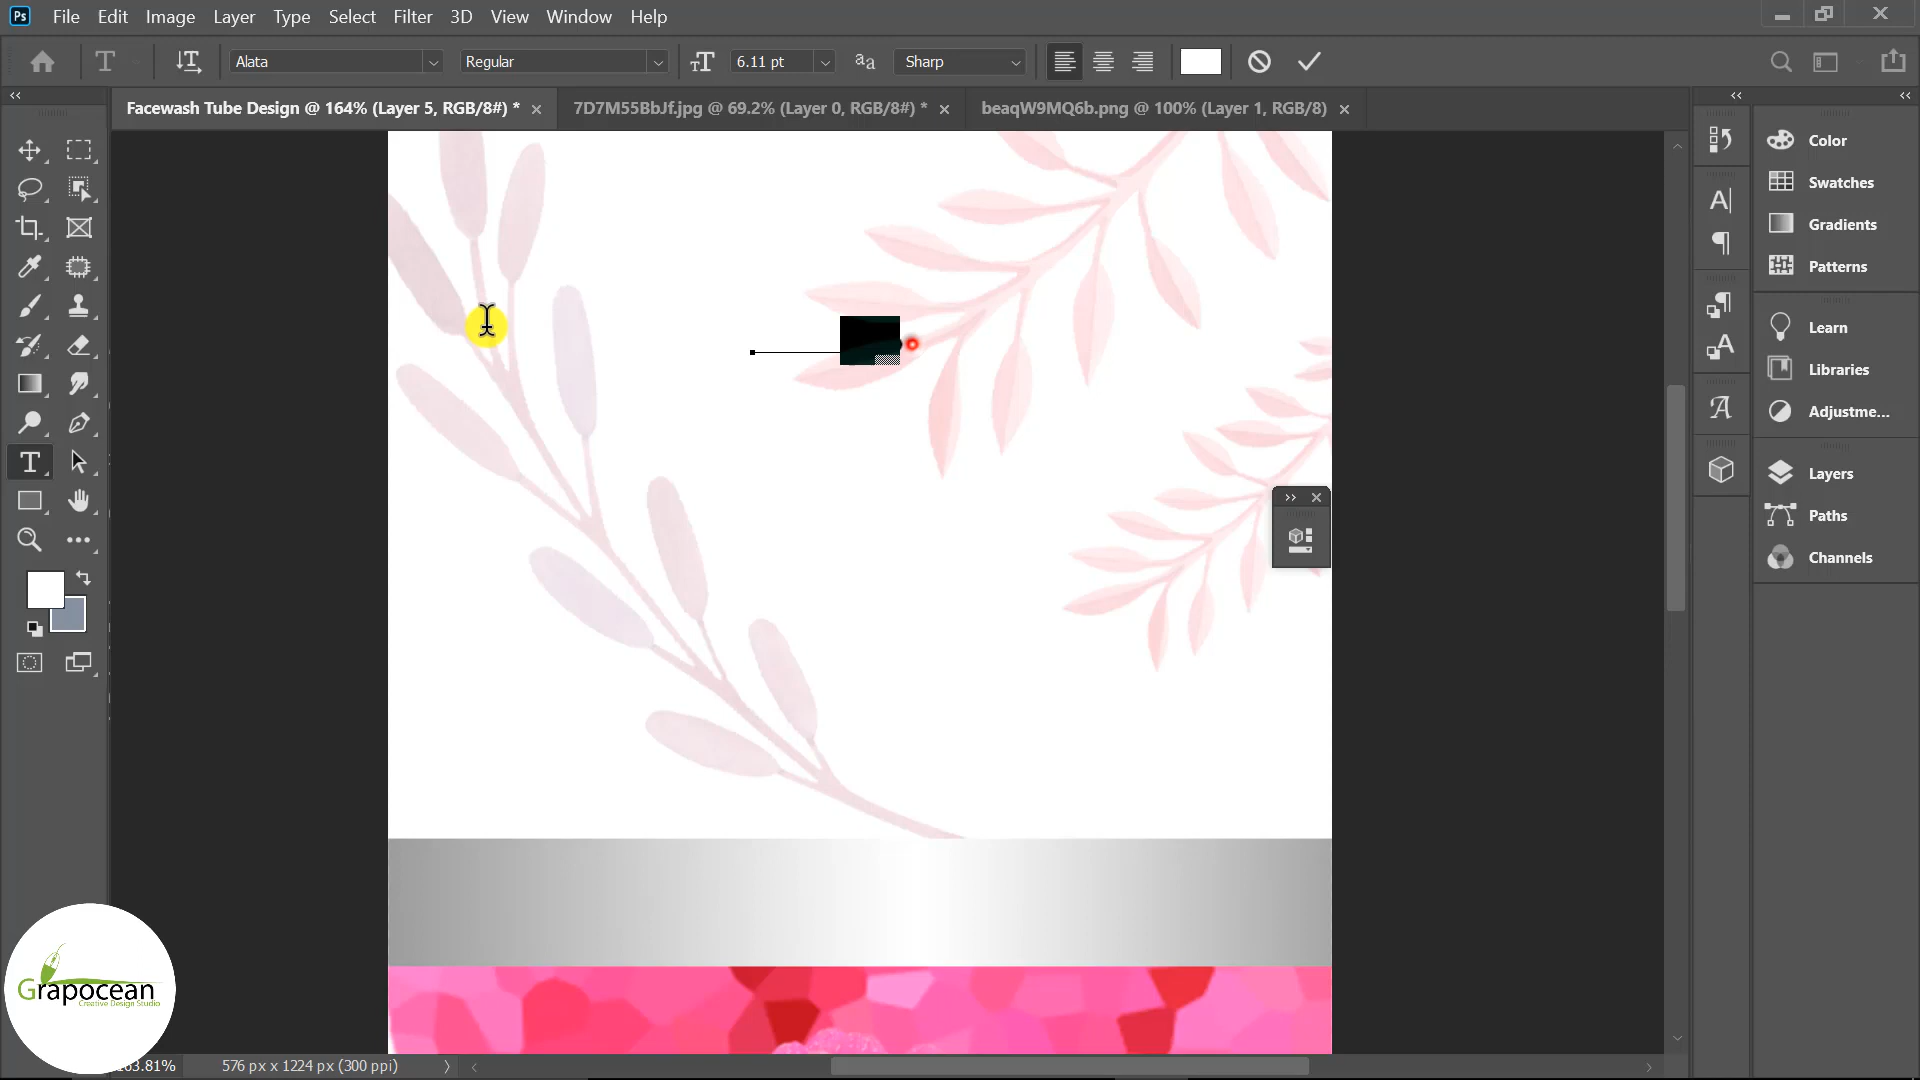 Ps File Edit Image Layer Type Select Filter 3D View Window Help
Alata Regular 6.11 pt Sharp
Facewash Tube Design @ 164% (Layer 5, RGB/8#) * 7D7M55BbJf.jpg @ 69.2% (Layer 0, RGB/8#) * beaqW9MQ6b.png @ 100% (Layer 1, RGB/8)
Color
Swatches
Gradients
Patterns
Learn
Libraries
Adjustme...
Layers
Paths
Channels
Grapocean
Creative Design Studio
63.81% 576 px x 1224 px (300 ppi)